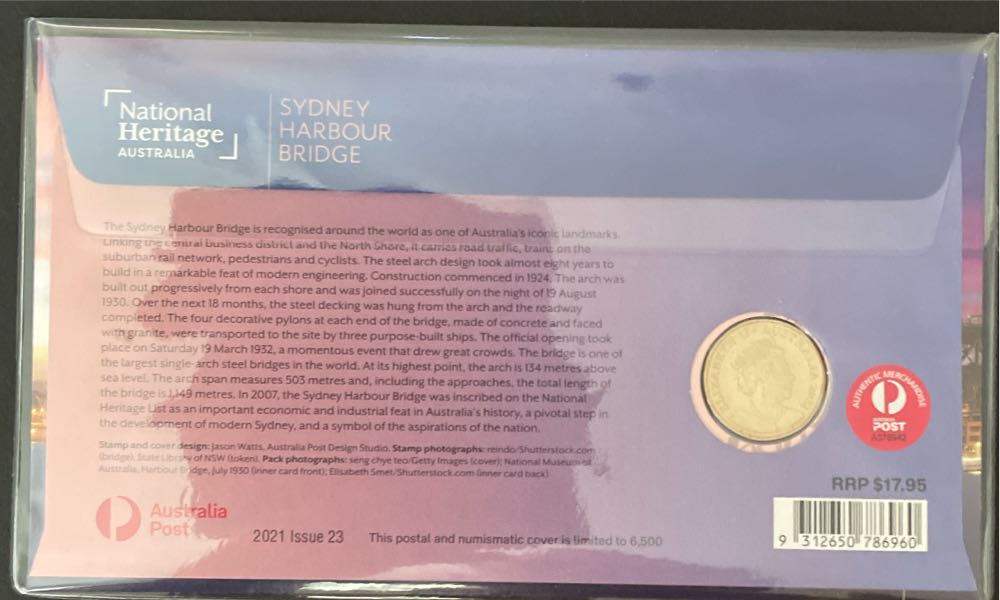 National
Heritage
AUSTRALIA
SYDNEY
HARBOUR
BRIDGE
The Sydney Harbour Bridge is recognised around the world as one of Australia's iconic landmarks.
Linking the central business district and the North Shore, it carries road traffic, trains on the
suburban rail network, pedestrians and cyclists. The steel arch design took almost eight years to
build in a remarkable feat of modern engineering. Construction commenced in 1924. The arch was
built out progressively from each shore and was joined successfully on the night of 19 August
1930. Over the next 18 months, the steel decking was hung from the arch and the roadway
completed. The four decorative pylons at each end of the bridge, made of concrete and faced
with granite, were transported to the site by three purpose-built ships. The official opening took
place on Saturday 19 March 1932, a momentous event that drew great crowds. The bridge is one of
the largest single-arch steel bridges in the world. At its highest point, the arch is 134 metres above
sea level. The arch span measures 503 metres and, including the approaches, the total length of
the bridge is 1,149 metres. In 2007, the Sydney Harbour Bridge was inscribed on the National
Heritage List as an important economic and industrial feat in Australia's history, a pivotal step in
the development of modern Sydney, and a symbol of the aspirations of the nation.
Stamp and cover design: Jason Watts, Australia Post Design Studio. Stamp photographs: reindo/Shutterstock.com
(bridge), State Library of NSW (token). Pack photographs: seng chye teo/Getty Images (cover); National Museum of
Australia, Harbour Bridge, July 1930 (inner card front); Elisabeth Smet/Shutterstock.com (inner card back)
AUTHENTIC MERCHANDISE
POST
RRP $17.95
Australia
Post
2021 Issue 23
This postal and numismatic cover is limited to 6,500
9 312650 786960